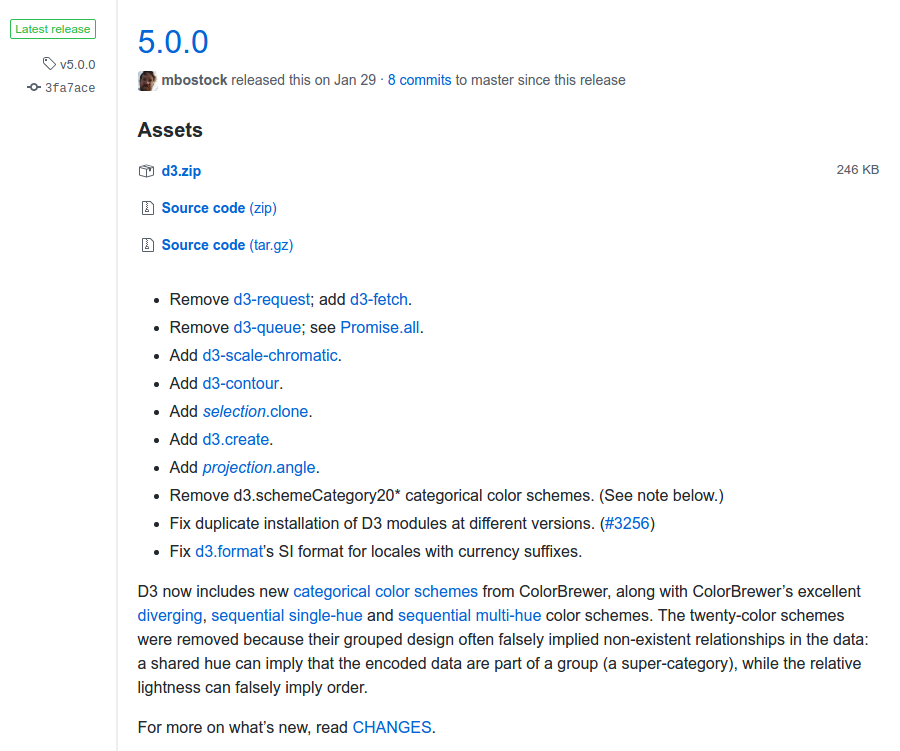 Latest release
v5.0.0
3fa7ace
5.0.0
mbostock released this on Jan 29 · 8 commits to master since this release
Assets
d3.zip 246 KB
Source code (zip)
Source code (tar.gz)
• Remove d3-request; add d3-fetch.
• Remove d3-queue; see Promise.all.
• Add d3-scale-chromatic.
• Add d3-contour.
• Add selection.clone.
• Add d3.create.
• Add projection.angle.
• Remove d3.schemeCategory20* categorical color schemes. (See note below.)
• Fix duplicate installation of D3 modules at different versions. (#3256)
• Fix d3.format’s SI format for locales with currency suffixes.
D3 now includes new categorical color schemes from ColorBrewer, along with ColorBrewer’s excellent
diverging, sequential single-hue and sequential multi-hue color schemes. The twenty-color schemes
were removed because their grouped design often falsely implied non-existent relationships in the data:
a shared hue can imply that the encoded data are part of a group (a super-category), while the relative
lightness can falsely imply order.
For more on what’s new, read CHANGES.